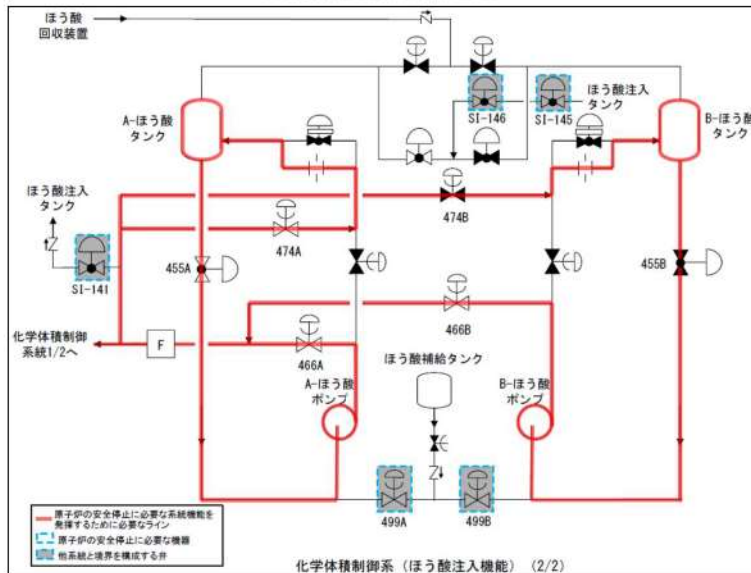 ほう酸
回収装置
A-ほう酸
タンク
SI-146
SI-145
ほう酸注入
タンク
B-ほう酸
タンク
ほう酸注入
タンク
SI-141
474A
474B
455A
455B
466B
466A
化学体積制御
系統1/2へ
F
A-ほう酸
ポンプ
ほう酸補給タンク
B-ほう酸
ポンプ
499A
499B
原子炉の安全停止に必要な系統機能を
発揮するために必要なライン
原子炉の安全停止に必要な機器
他系統と境界を構成する弁
化学体積制御系(ほう酸注入機能) (2/2)